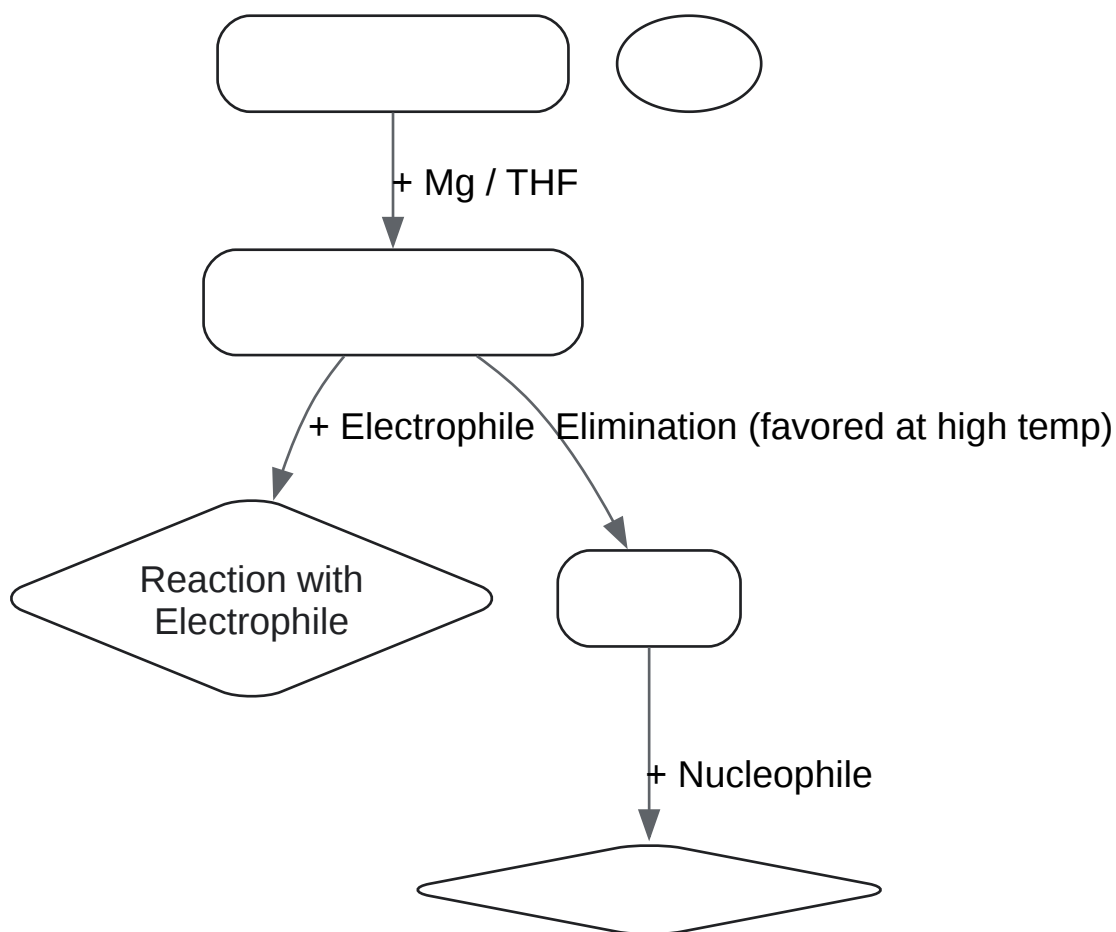 + Mg / THF
+ Electrophile
Elimination (favored at high temp)
Reaction with
Electrophile
+ Nucleophile